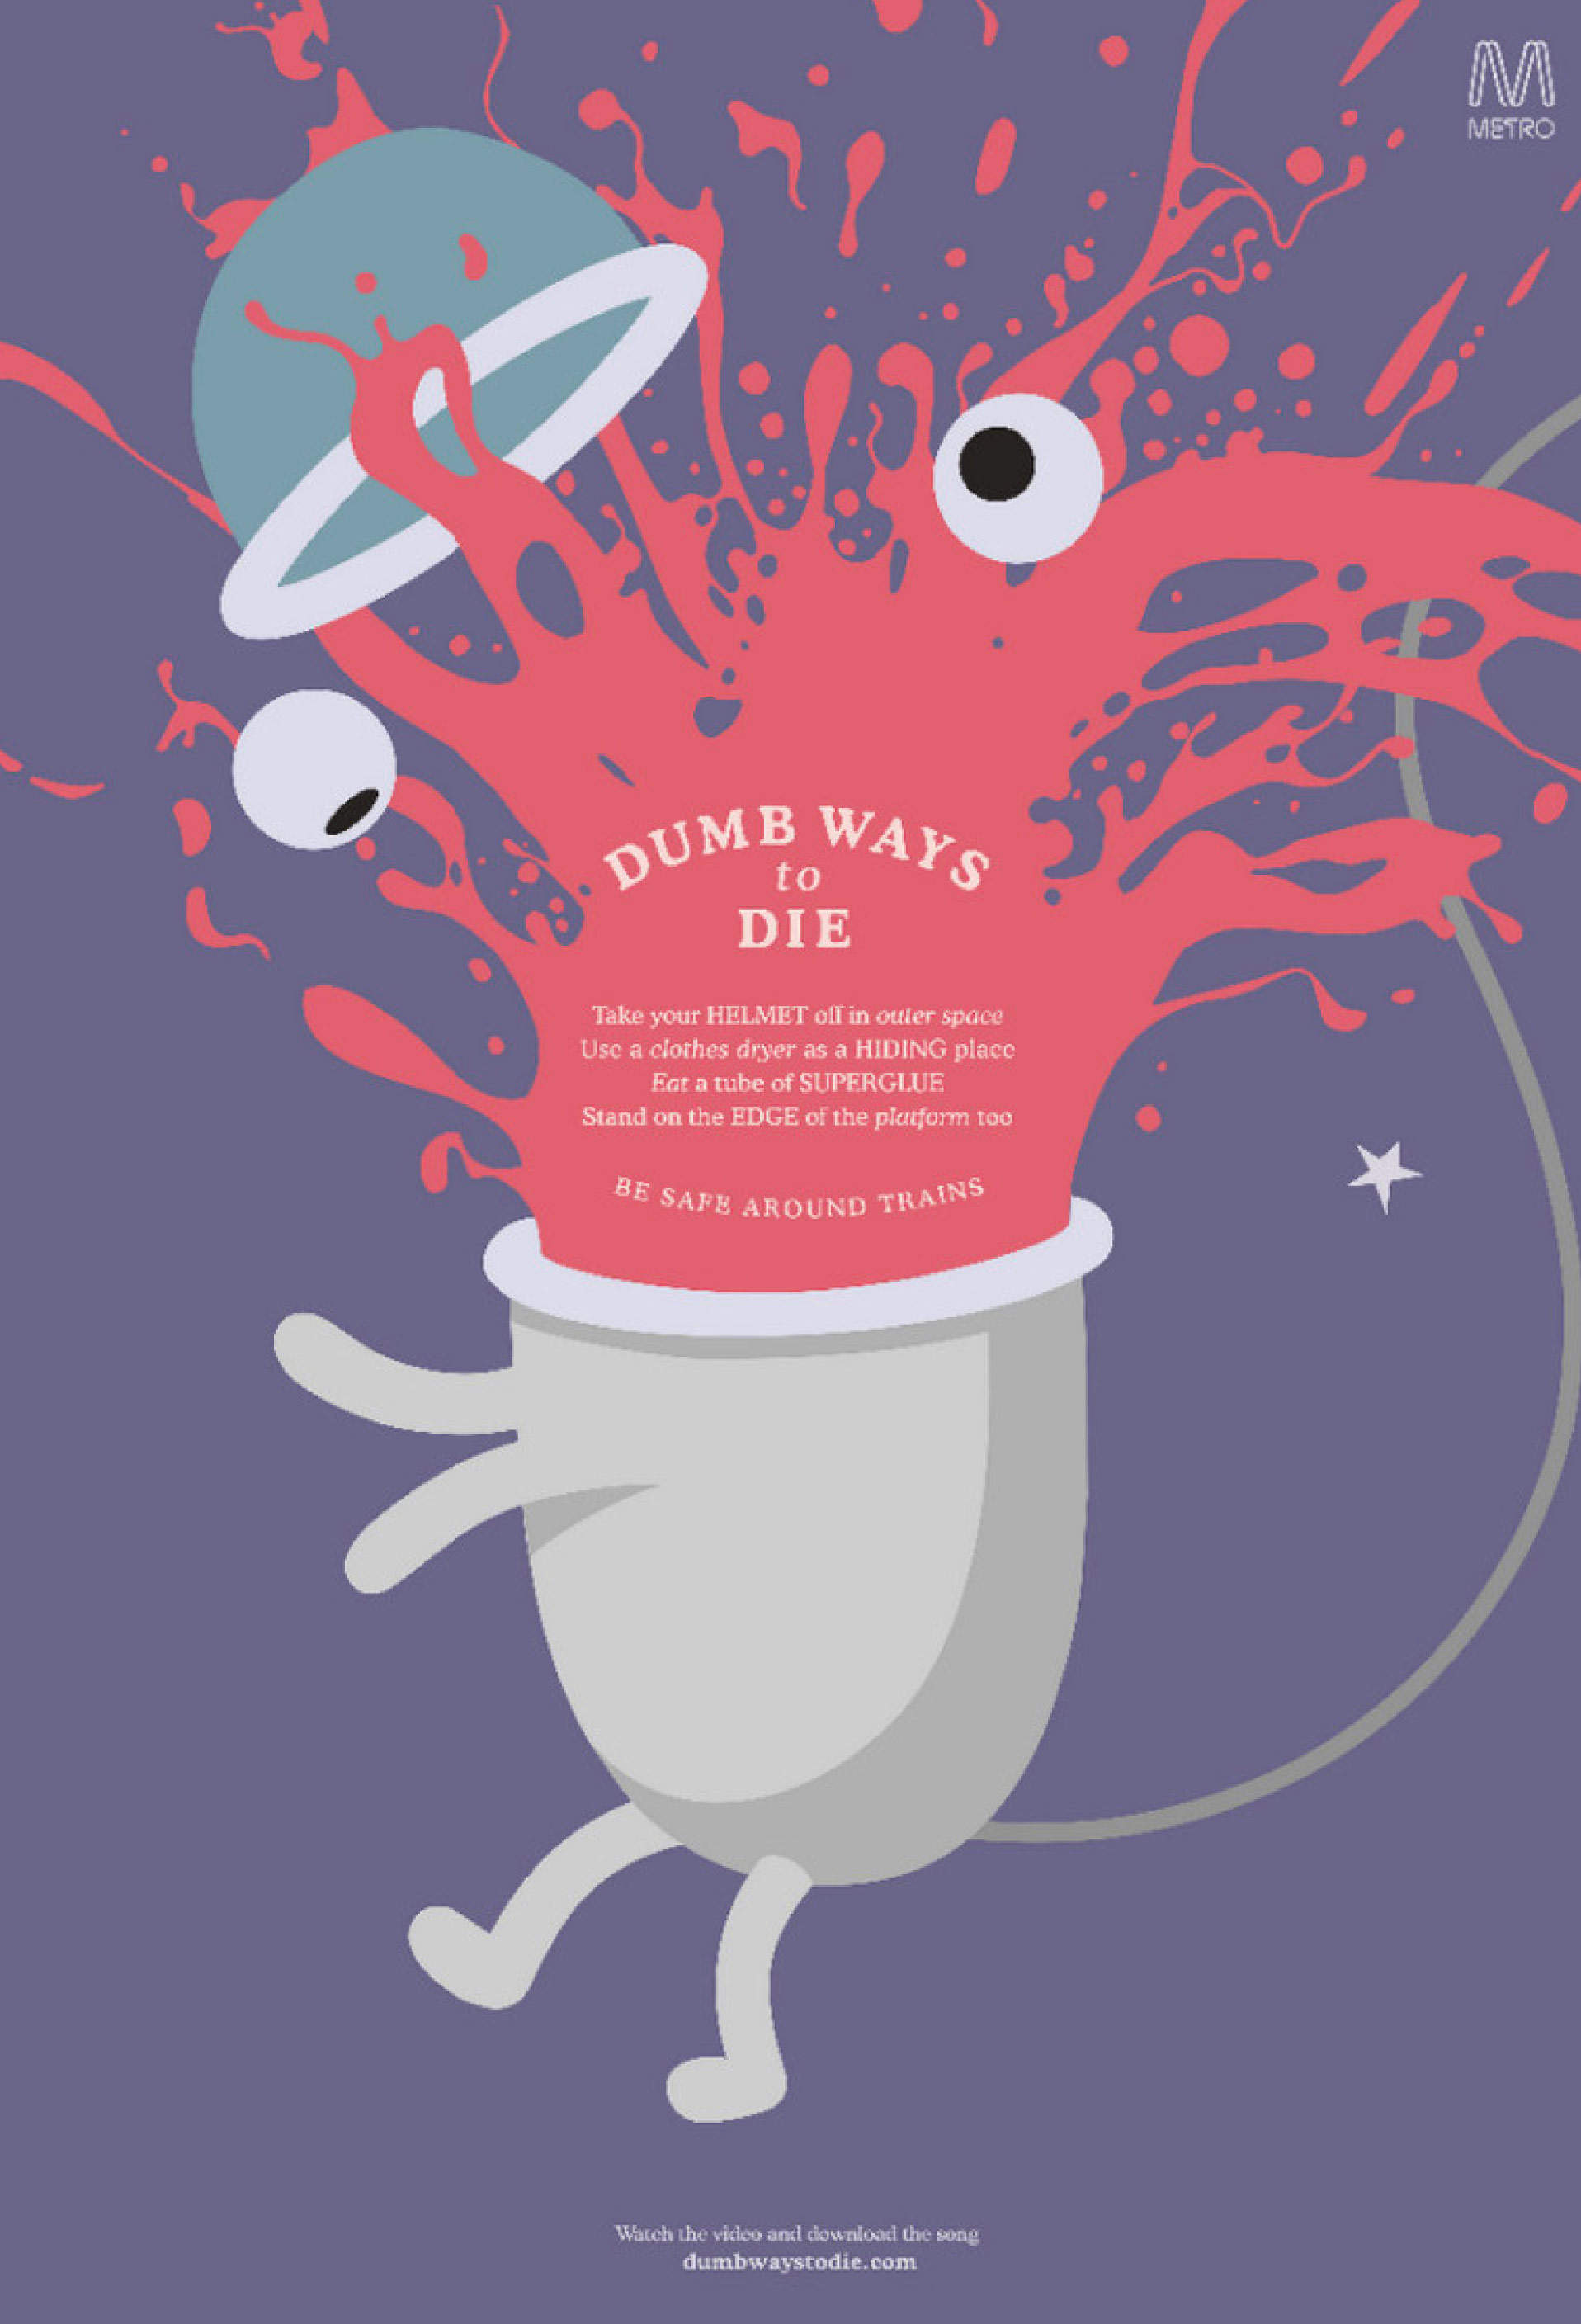 METRO
DUMB WAYS
to
DIE
Take your HELMET off in outer space
Use a clothes dryer as a HIDING place
Eat a tube of SUPERGLUE
Stand on the EDGE of the platform too
BE SAFE AROUND TRAINS
Watch the video and download the song
dumbwaystodie.com